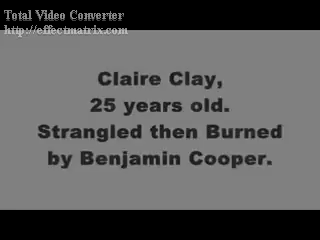 Total Video Converter
http://effectmatrix.com
Claire Clay,
25 years old.
Strangled then Burned
by Benjamin Cooper.